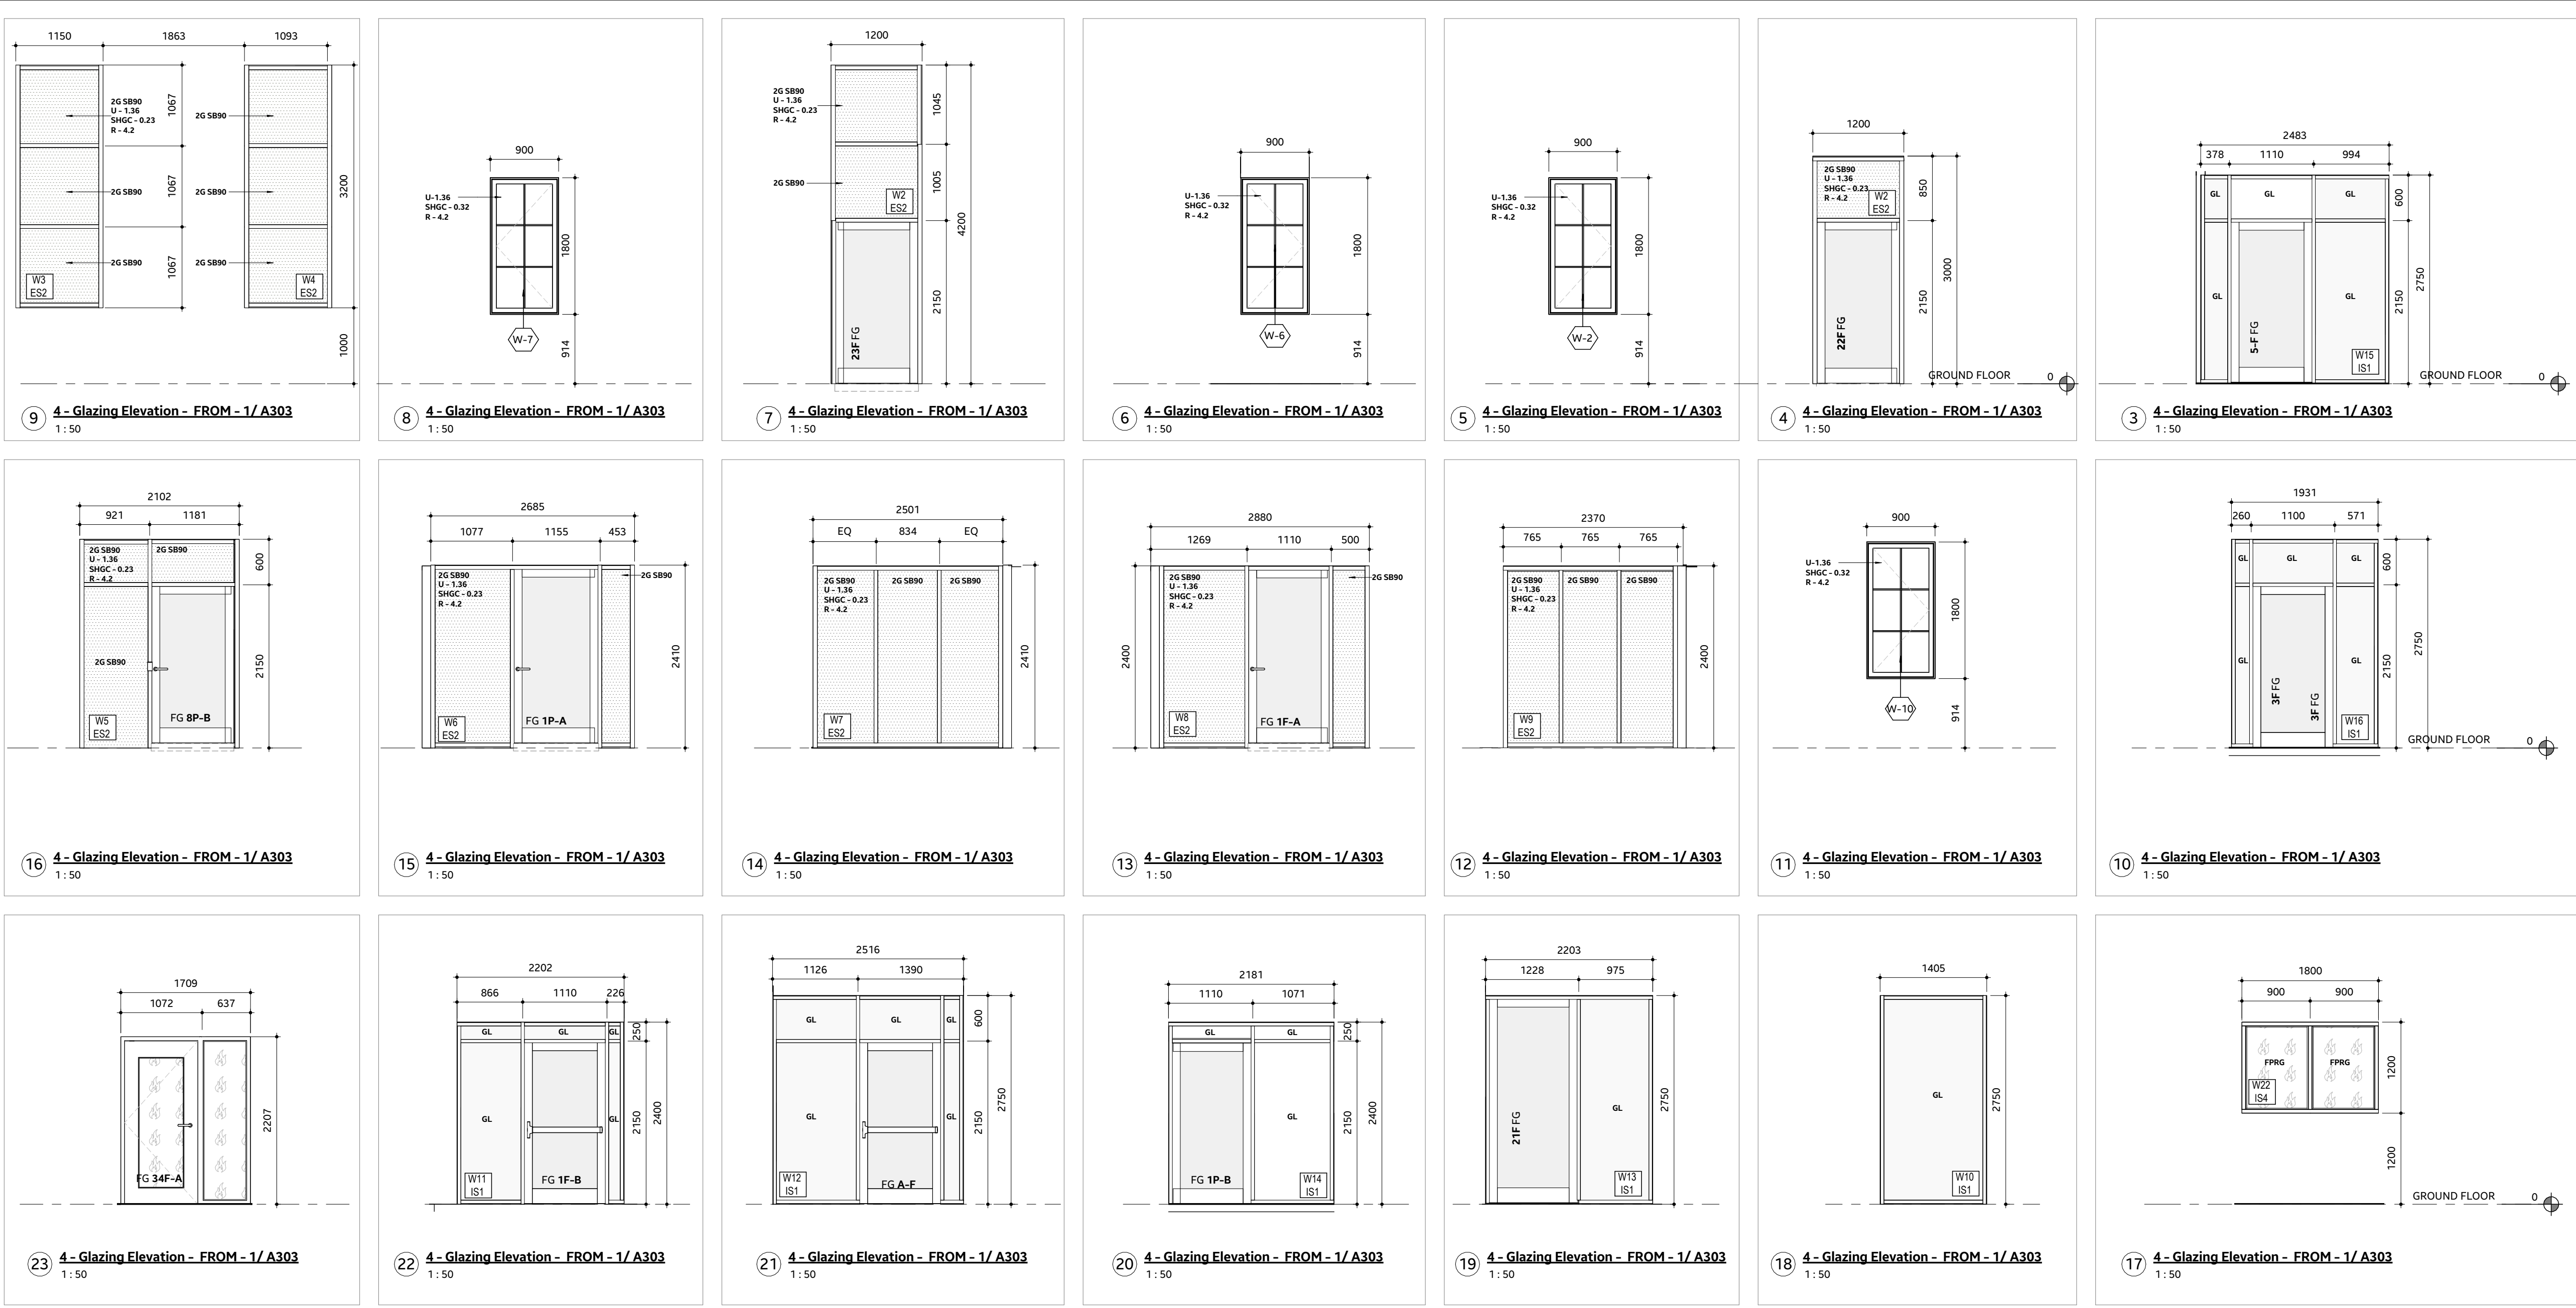 1150
1863
1093
2G SB90
U - 1.36
SHGC - 0.23
R - 4.2
2G SB90
2G SB90
2G SB90
2G SB90
2G SB90
1067
1067
1067
3200
1000
W3
ES2
W4
ES2
9
4 - Glazing Elevation - FROM - 1/ A303
1 : 50
900
U-1.36
SHGC - 0.32
R - 4.2
1800
914
W-7
8
4 - Glazing Elevation - FROM - 1/ A303
1 : 50
1200
2G SB90
U - 1.36
SHGC - 0.23
R - 4.2
2G SB90
1045
1005
2150
4200
W2
ES2
23F FG
7
4 - Glazing Elevation - FROM - 1/ A303
1 : 50
900
U-1.36
SHGC - 0.32
R - 4.2
1800
914
W-6
6
4 - Glazing Elevation - FROM - 1/ A303
1 : 50
900
U-1.36
SHGC - 0.32
R - 4.2
1800
914
W-2
5
4 - Glazing Elevation - FROM - 1/ A303
1 : 50
1200
2G SB90
U - 1.36
SHGC - 0.23
R - 4.2
W2
ES2
850
2150
3000
22F FG
GROUND FLOOR
0
4
4 - Glazing Elevation - FROM - 1/ A303
1 : 50
2483
378
1110
994
GL
GL
GL
GL
GL
600
2150
2750
5-F FG
W15
IS1
GROUND FLOOR
0
3
4 - Glazing Elevation - FROM - 1/ A303
1 : 50
2102
921
1181
2G SB90
U - 1.36
SHGC - 0.23
R - 4.2
2G SB90
2G SB90
600
2150
W5
ES2
FG 8P-B
16
4 - Glazing Elevation - FROM - 1/ A303
1 : 50
2685
1077
1155
453
2G SB90
U - 1.36
SHGC - 0.23
R - 4.2
2G SB90
2410
W6
ES2
FG 1P-A
15
4 - Glazing Elevation - FROM - 1/ A303
1 : 50
2501
EQ
834
EQ
2G SB90
U - 1.36
SHGC - 0.23
R - 4.2
2G SB90
2G SB90
2410
W7
ES2
14
4 - Glazing Elevation - FROM - 1/ A303
1 : 50
2880
1269
1110
500
2G SB90
U - 1.36
SHGC - 0.23
R - 4.2
2G SB90
2400
W8
ES2
FG 1F-A
13
4 - Glazing Elevation - FROM - 1/ A303
1 : 50
2370
765
765
765
2G SB90
U - 1.36
SHGC - 0.23
R - 4.2
2G SB90
2G SB90
2400
W9
ES2
12
4 - Glazing Elevation - FROM - 1/ A303
1 : 50
900
U-1.36
SHGC - 0.32
R - 4.2
1800
914
W-10
11
4 - Glazing Elevation - FROM - 1/ A303
1 : 50
1931
260
1100
571
GL
GL
GL
GL
GL
600
2150
2750
3F FG
3F FG
W16
IS1
GROUND FLOOR
0
10
4 - Glazing Elevation - FROM - 1/ A303
1 : 50
1709
1072
637
2207
FG 34F-A
23
4 - Glazing Elevation - FROM - 1/ A303
1 : 50
2202
866
1110
226
GL
GL
GL
GL
GL
250
2150
2400
W11
IS1
FG 1F-B
22
4 - Glazing Elevation - FROM - 1/ A303
1 : 50
2516
1126
1390
GL
GL
GL
GL
GL
600
2150
2750
W12
IS1
FG A-F
21
4 - Glazing Elevation - FROM - 1/ A303
1 : 50
2181
1110
1071
GL
GL
GL
250
2150
2400
FG 1P-B
W14
IS1
20
4 - Glazing Elevation - FROM - 1/ A303
1 : 50
2203
1228
975
GL
2750
21F FG
W13
IS1
19
4 - Glazing Elevation - FROM - 1/ A303
1 : 50
1405
GL
2750
W10
IS1
18
4 - Glazing Elevation - FROM - 1/ A303
1 : 50
1800
900
900
FPRG
FPRG
W22
IS4
1200
1200
GROUND FLOOR
0
17
4 - Glazing Elevation - FROM - 1/ A303
1 : 50